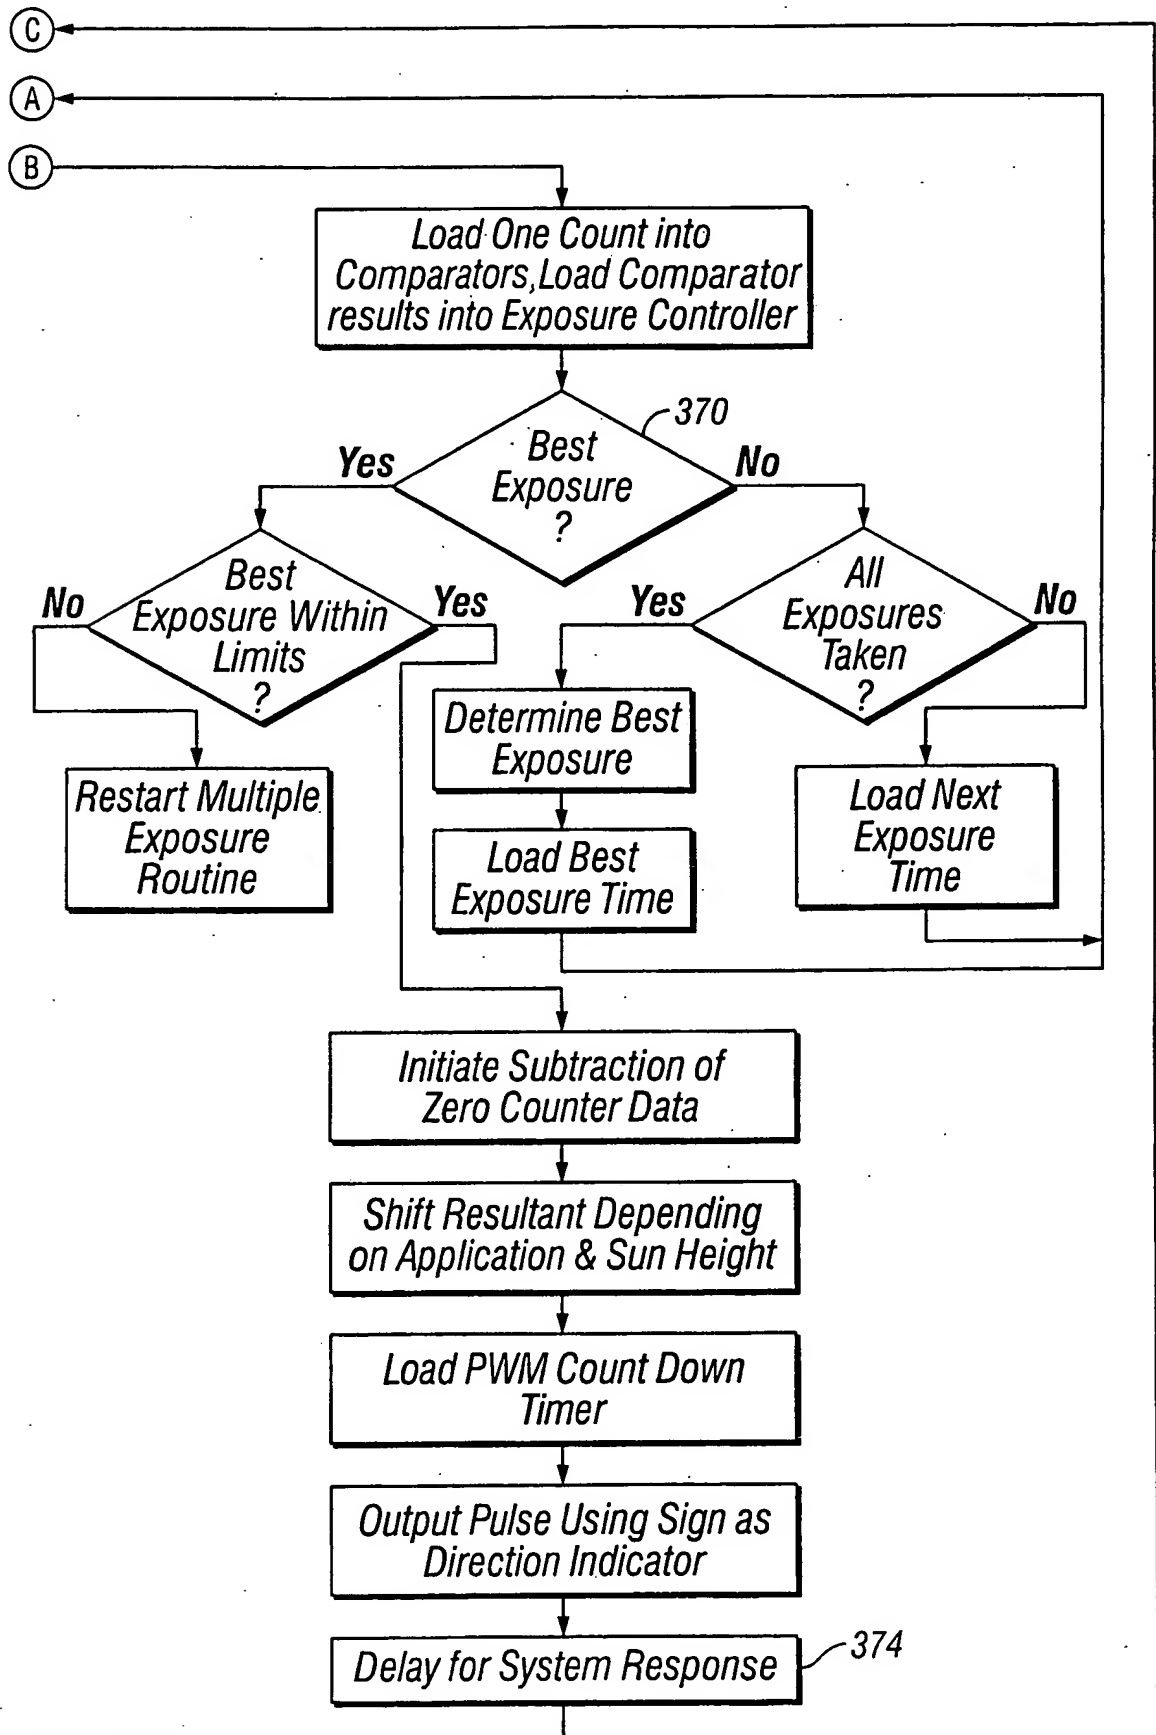 C
A
B
Load One Count into
Comparators, Load Comparator
results into Exposure Controller
370
Best
Exposure
?
Yes
No
Best
Exposure Within
Limits
?
No
Yes
All
Exposures
Taken
?
Yes
No
Determine Best
Exposure
Restart Multiple
Exposure
Routine
Load Next
Exposure
Time
Load Best
Exposure Time
Initiate Subtraction of
Zero Counter Data
Shift Resultant Depending
on Application & Sun Height
Load PWM Count Down
Timer
Output Pulse Using Sign as
Direction Indicator
Delay for System Response
374